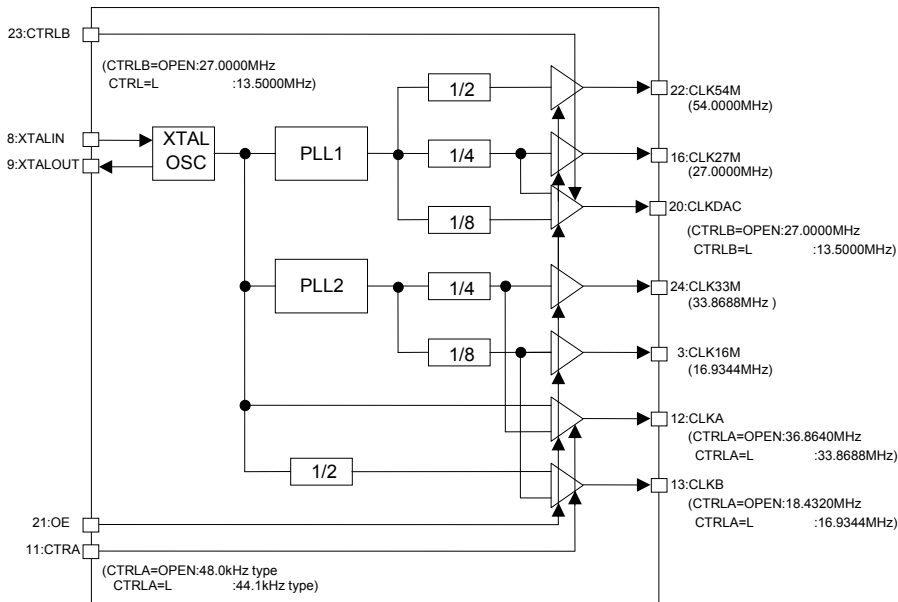 23:CTRLB
(CTRLB=OPEN:27.0000MHz
CTRL=L :13.5000MHz)
1/2
22:CLK54M
(54.0000MHz)
8:XTALIN
9:XTALOUT
XTAL
OSC
PLL1
1/4
16:CLK27M
(27.0000MHz)
1/8
20:CLKDAC
(CTRLB=OPEN:27.0000MHz
CTRLB=L :13.5000MHz)
PLL2
1/4
24:CLK33M
(33.8688MHz )
1/8
3:CLK16M
(16.9344MHz)
12:CLKA
(CTRLA=OPEN:36.8640MHz
CTRLA=L :33.8688MHz)
1/2
13:CLKB
(CTRLA=OPEN:18.4320MHz
CTRLA=L :16.9344MHz)
21:OE
11:CTRA
(CTRLA=OPEN:48.0kHz type
CTRLA=L :44.1kHz type)